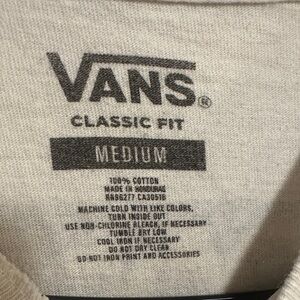 VANS®
CLASSIC FIT
MEDIUM
100% COTTON
MADE IN HONDURAS
RN96277 CA30516
MACHINE COLD WITH LIKE COLORS,
TURN INSIDE OUT
USE NON-CHLORINE BLEACH, IF NECESSARY
TUMBLE DRY LOW
COOL IRON IF NECESSARY
DO NOT DRY CLEAN
DO NOT IRON PRINT AND ACCESSORIES